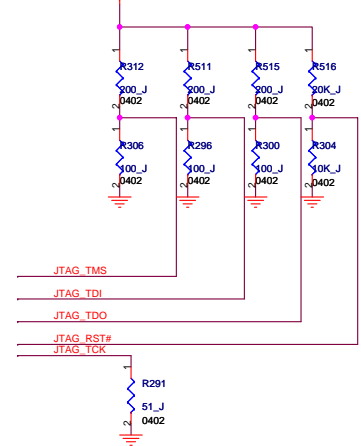 1 1 1 1
R312 R511 R515 R516
200_J 200_J 200_J 20K_J
0402 0402 0402 0402
2 2 2 2
1 1 1 1
R306 R296 R300 R304
100_J 100_J 100_J 10K_J
0402 0402 0402 0402
2 2 2 2
JTAG_TMS
JTAG_TDI
JTAG_TDO
JTAG_RST#
JTAG_TCK
1
R291
51_J
0402
2